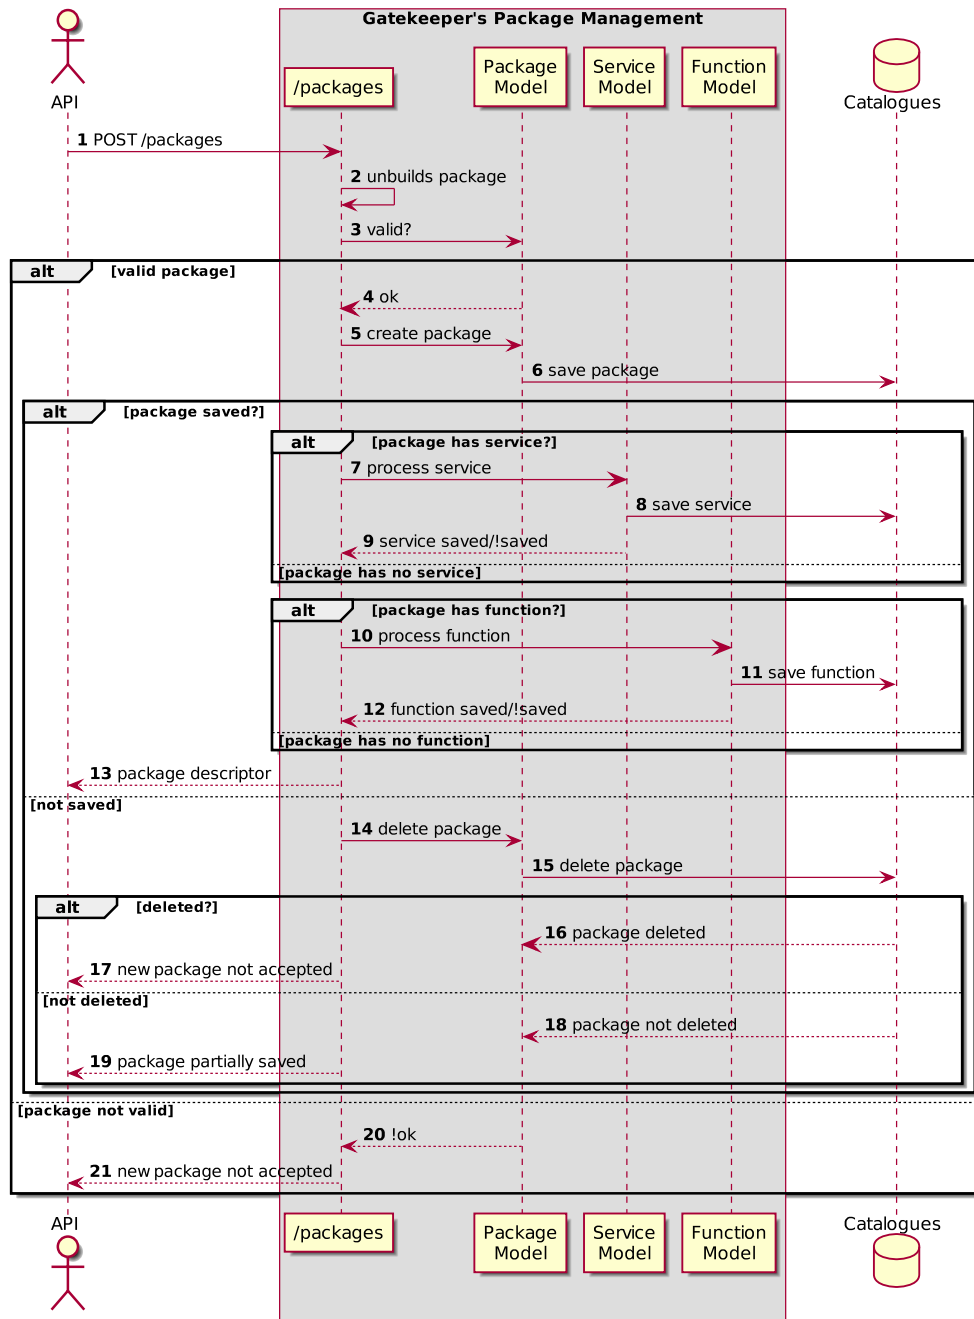 Gatekeeper's Package Management
API
/packages
Package
Model
Service
Model
Function
Model
Catalogues
1 POST /packages
2 unbuilds package
3 valid?
alt [valid package]
4 ok
5 create package
6 save package
alt [package saved?]
alt [package has service?]
7 process service
8 save service
9 service saved/!saved
[package has no service]
alt [package has function?]
10 process function
11 save function
12 function saved/!saved
[package has no function]
13 package descriptor
[not saved]
14 delete package
15 delete package
alt [deleted?]
16 package deleted
17 new package not accepted
[not deleted]
18 package not deleted
19 package partially saved
[package not valid]
20 !ok
21 new package not accepted
API
/packages
Package
Model
Service
Model
Function
Model
Catalogues